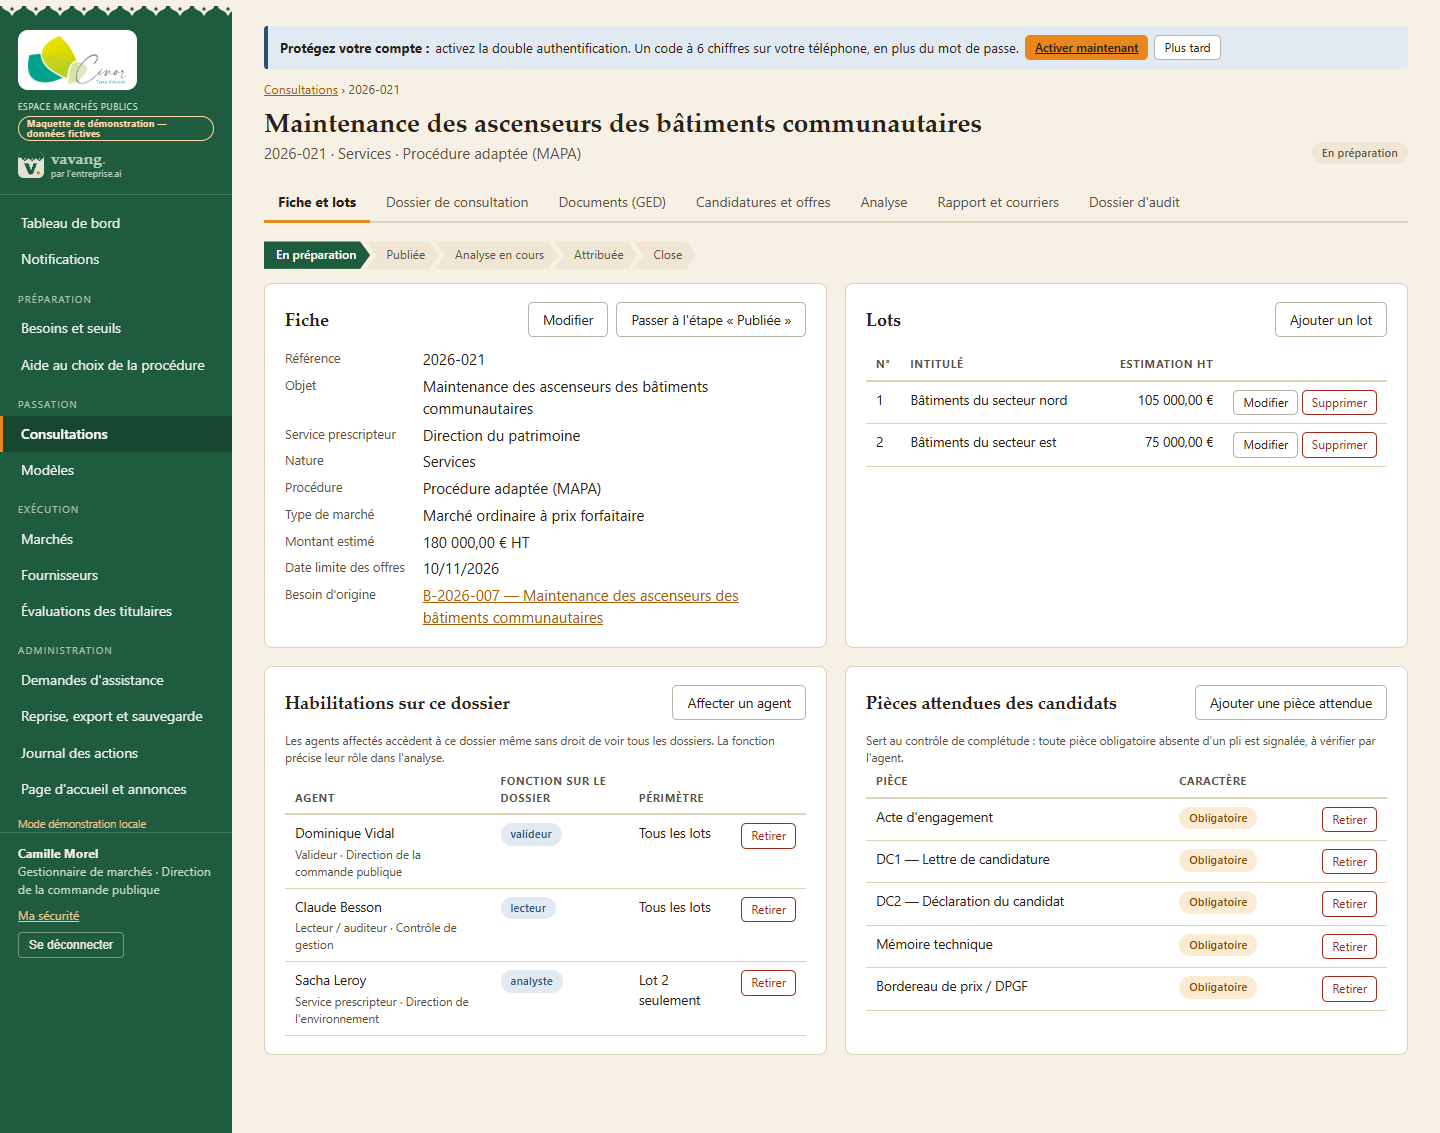 Cinor
Terre d'Avenir
ESPACE MARCHÉS PUBLICS
Maquette de démonstration —
données fictives
v.
vavang.
par l'entreprise.ai
Tableau de bord
Notifications
PRÉPARATION
Besoins et seuils
Aide au choix de la procédure
PASSATION
Consultations
Modèles
EXÉCUTION
Marchés
Fournisseurs
Évaluations des titulaires
ADMINISTRATION
Demandes d'assistance
Reprise, export et sauvegarde
Journal des actions
Page d'accueil et annonces
Mode démonstration locale
Camille Morel
Gestionnaire de marchés · Direction
de la commande publique
Ma sécurité
Se déconnecter
Protégez votre compte : activez la double authentification. Un code à 6 chiffres sur votre téléphone, en plus du mot de passe. Activer maintenant Plus tard
Consultations › 2026-021
Maintenance des ascenseurs des bâtiments communautaires
2026-021 · Services · Procédure adaptée (MAPA)
En préparation
Fiche et lots Dossier de consultation Documents (GED) Candidatures et offres Analyse Rapport et courriers Dossier d'audit
En préparation Publiée Analyse en cours Attribuée Close
Fiche Modifier Passer à l'étape « Publiée »
Référence 2026-021
Objet Maintenance des ascenseurs des bâtiments
communautaires
Service prescripteur Direction du patrimoine
Nature Services
Procédure Procédure adaptée (MAPA)
Type de marché Marché ordinaire à prix forfaitaire
Montant estimé 180 000,00 € HT
Date limite des offres 10/11/2026
Besoin d'origine B-2026-007 — Maintenance des ascenseurs des
bâtiments communautaires
Lots Ajouter un lot
N° INTITULÉ ESTIMATION HT
1 Bâtiments du secteur nord 105 000,00 € Modifier Supprimer
2 Bâtiments du secteur est 75 000,00 € Modifier Supprimer
Habilitations sur ce dossier Affecter un agent
Les agents affectés accèdent à ce dossier même sans droit de voir tous les dossiers. La fonction
précise leur rôle dans l'analyse.
AGENT FONCTION SUR LE
DOSSIER PÉRIMÈTRE
Dominique Vidal valideur Tous les lots Retirer
Valideur · Direction de la
commande publique
Claude Besson lecteur Tous les lots Retirer
Lecteur / auditeur · Contrôle de
gestion
Sacha Leroy analyste Lot 2
seulement Retirer
Service prescripteur · Direction de
l'environnement
Pièces attendues des candidats Ajouter une pièce attendue
Sert au contrôle de complétude : toute pièce obligatoire absente d'un pli est signalée, à vérifier par
l'agent.
PIÈCE CARACTÈRE
Acte d'engagement Obligatoire Retirer
DC1 — Lettre de candidature Obligatoire Retirer
DC2 — Déclaration du candidat Obligatoire Retirer
Mémoire technique Obligatoire Retirer
Bordereau de prix / DPGF Obligatoire Retirer